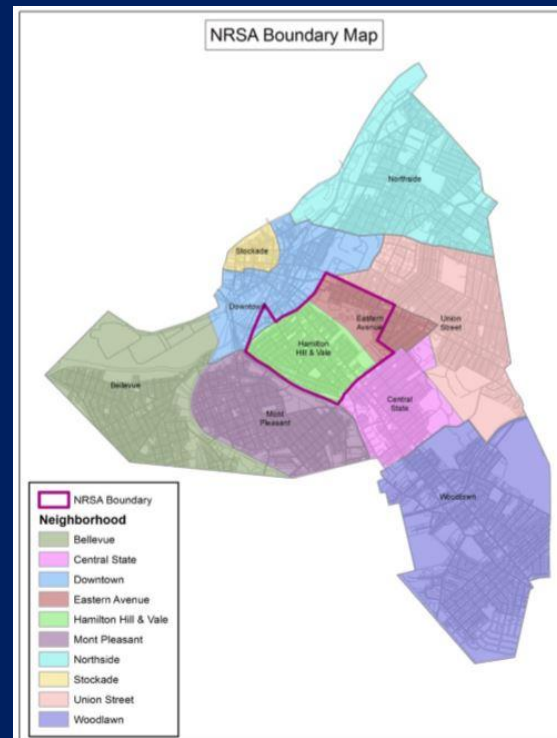 NRSA Boundary Map
Northside
Stockade
Downtown
Eastern
Avenue
Union
Street
Hamilton
Hill & Vale
Bellevue
Mont
Pleasant
Central
State
Woodlawn
NRSA Boundary
Neighborhood
Bellevue
Central State
Downtown
Eastern Avenue
Hamilton Hill & Vale
Mont Pleasant
Northside
Stockade
Union Street
Woodlawn